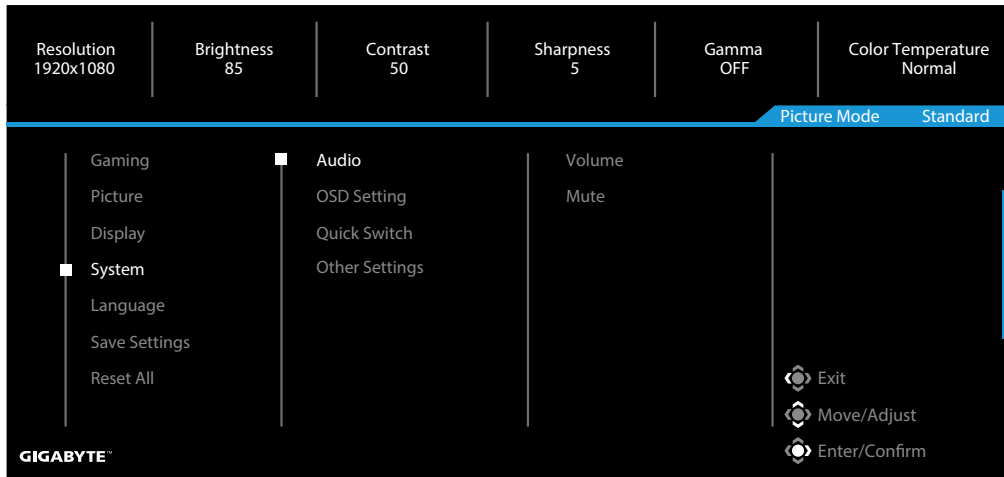 Resolution
1920x1080
Brightness
85
Contrast
50
Sharpness
5
Gamma
OFF
Color Temperature
Normal
Picture Mode Standard
Gaming
Picture
Display
System
Language
Save Settings
Reset All
Audio
OSD Setting
Quick Switch
Other Settings
Volume
Mute
Exit
Move/Adjust
Enter/Confirm
GIGABYTE™